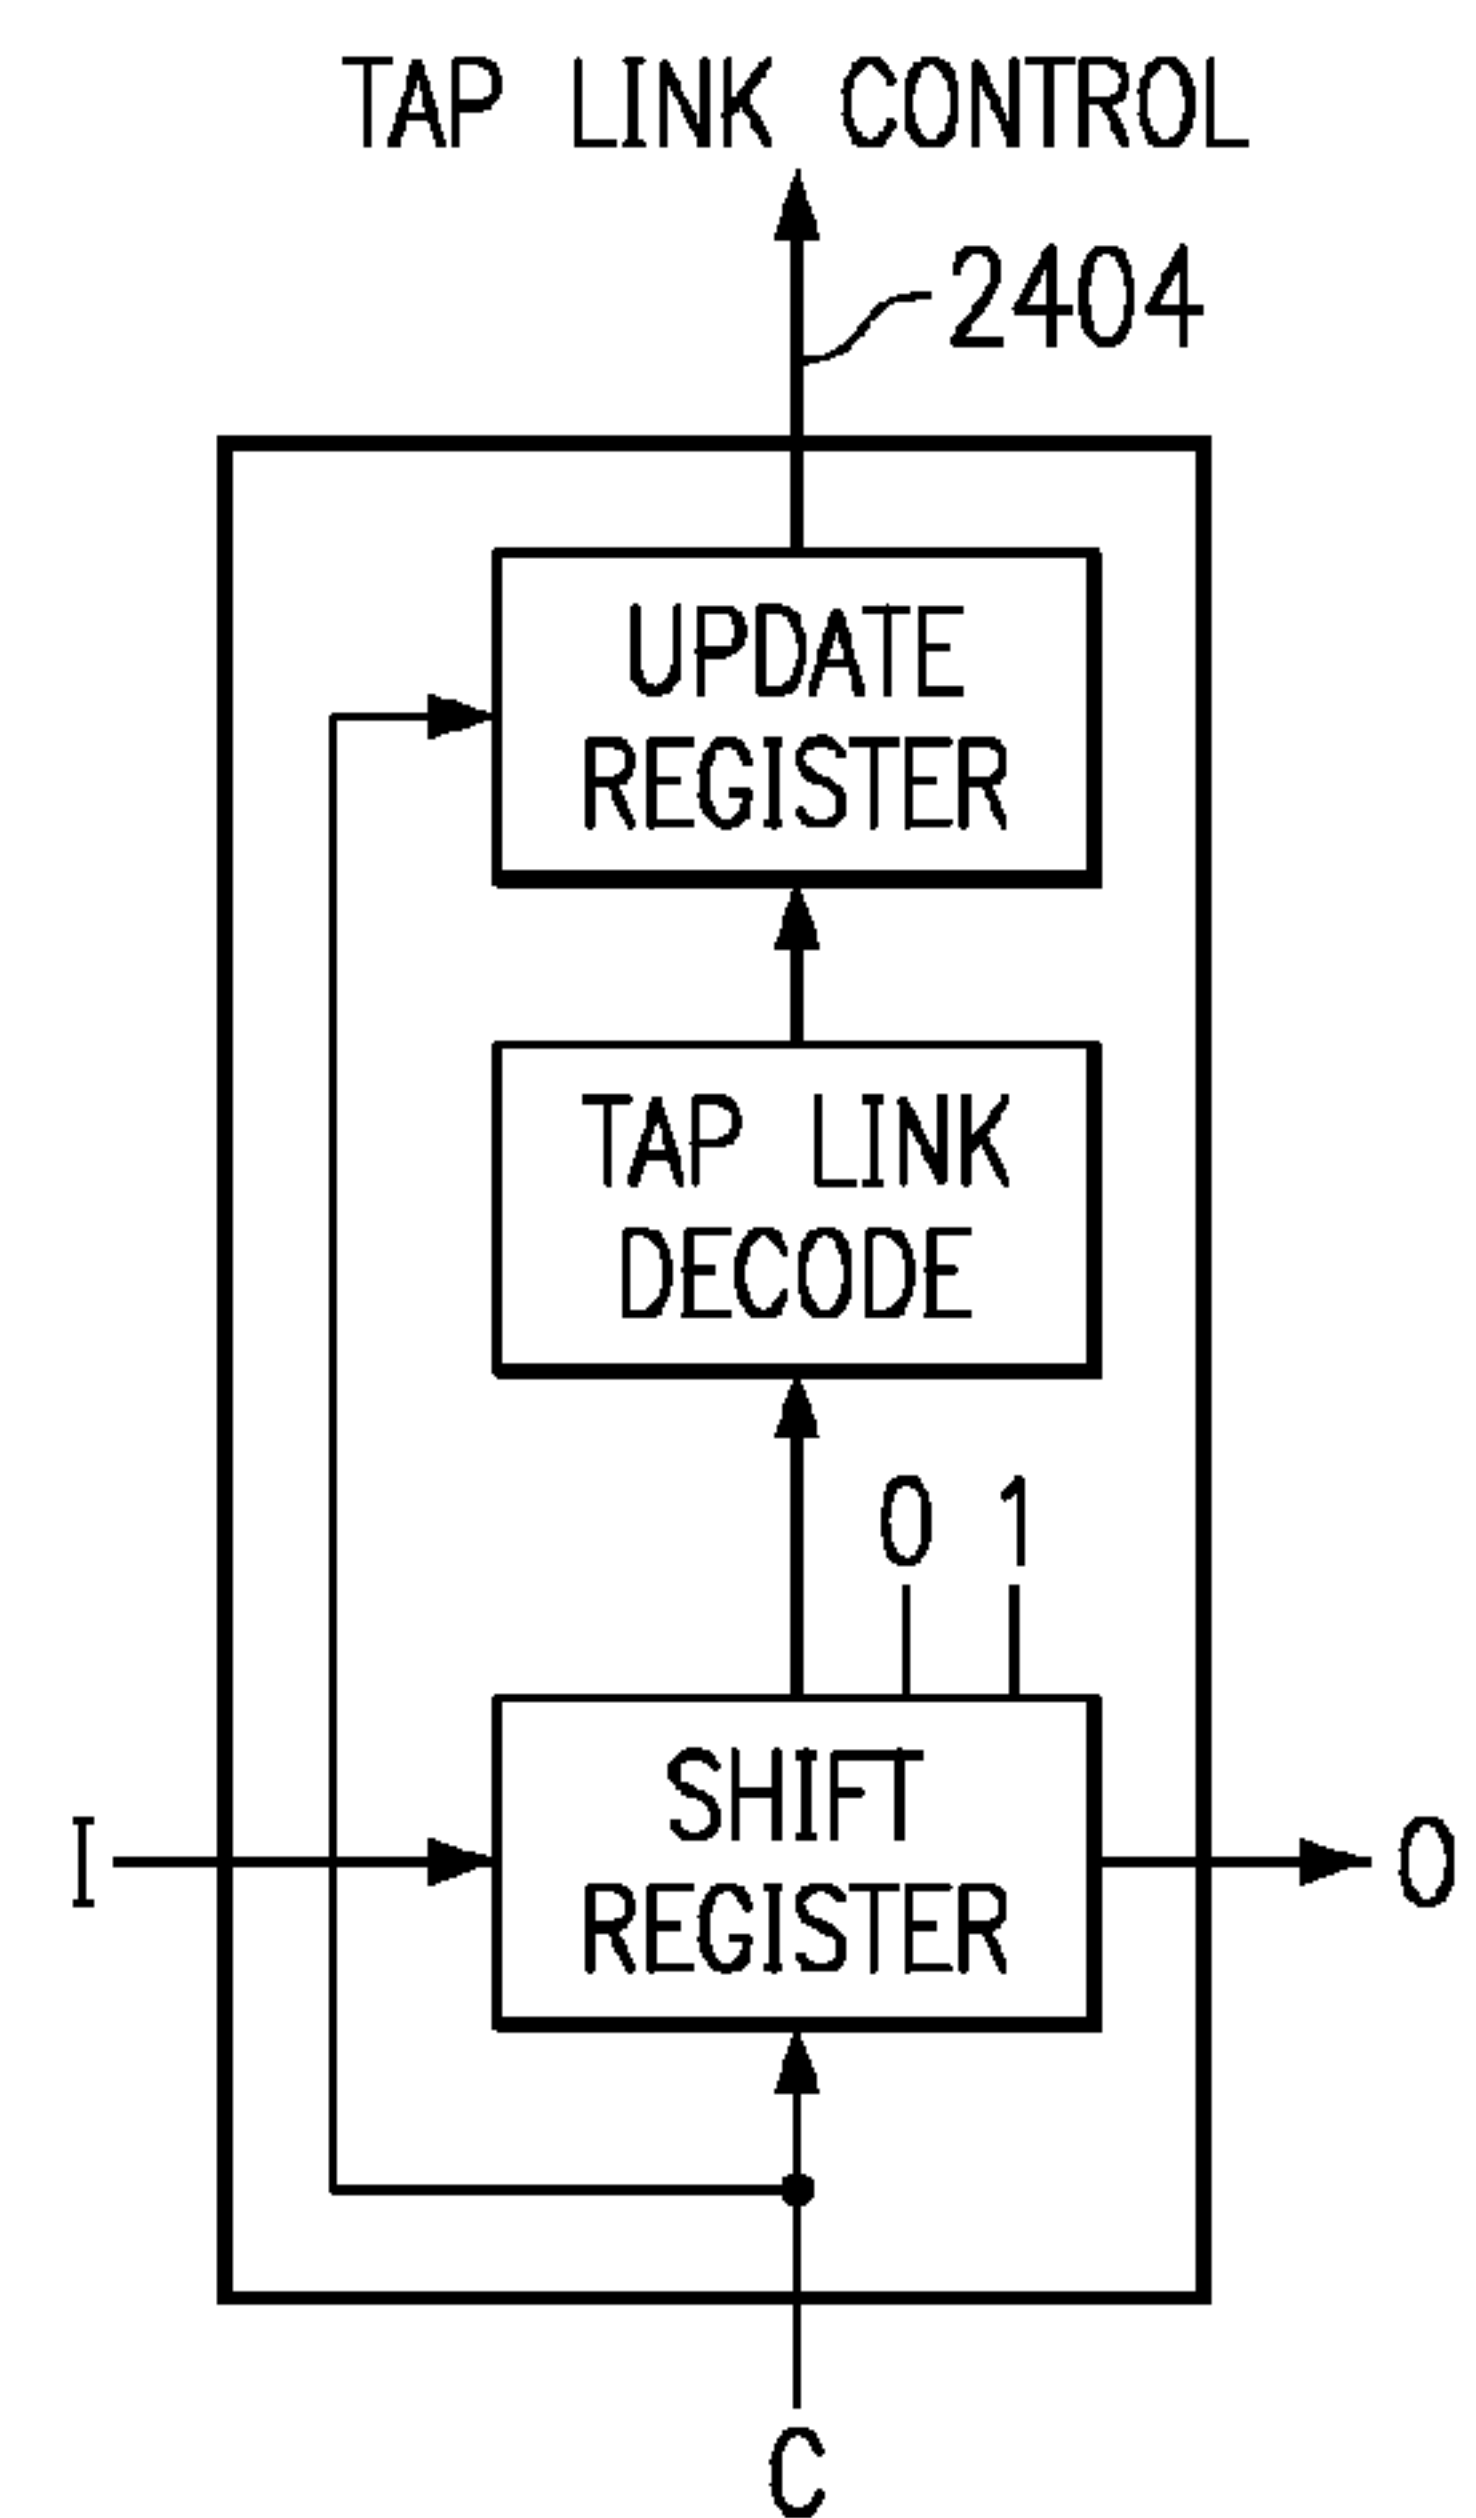 TAP LINK CONTROL
2404
UPDATE
REGISTER
TAP LINK
DECODE
0 1
SHIFT
REGISTER
I
O
C